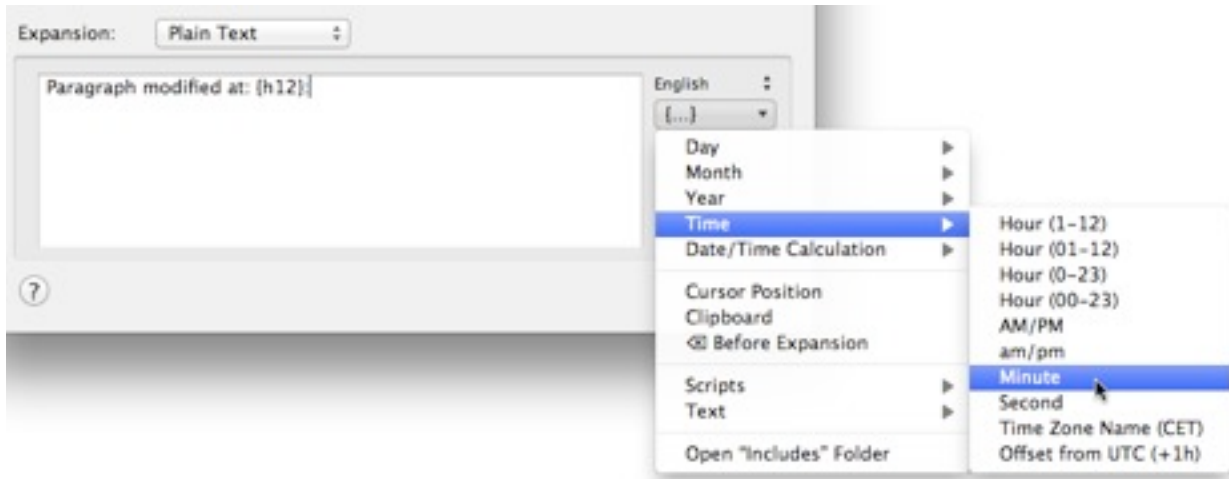 Expansion: Plain Text
Paragraph modified at: {h12}:
English
{...}
Day
Month
Year
Time
Date/Time Calculation
Cursor Position
Clipboard
⌫ Before Expansion
Scripts
Text
Open "Includes" Folder
Hour (1-12)
Hour (01-12)
Hour (0-23)
Hour (00-23)
AM/PM
am/pm
Minute
Second
Time Zone Name (CET)
Offset from UTC (+1h)
?